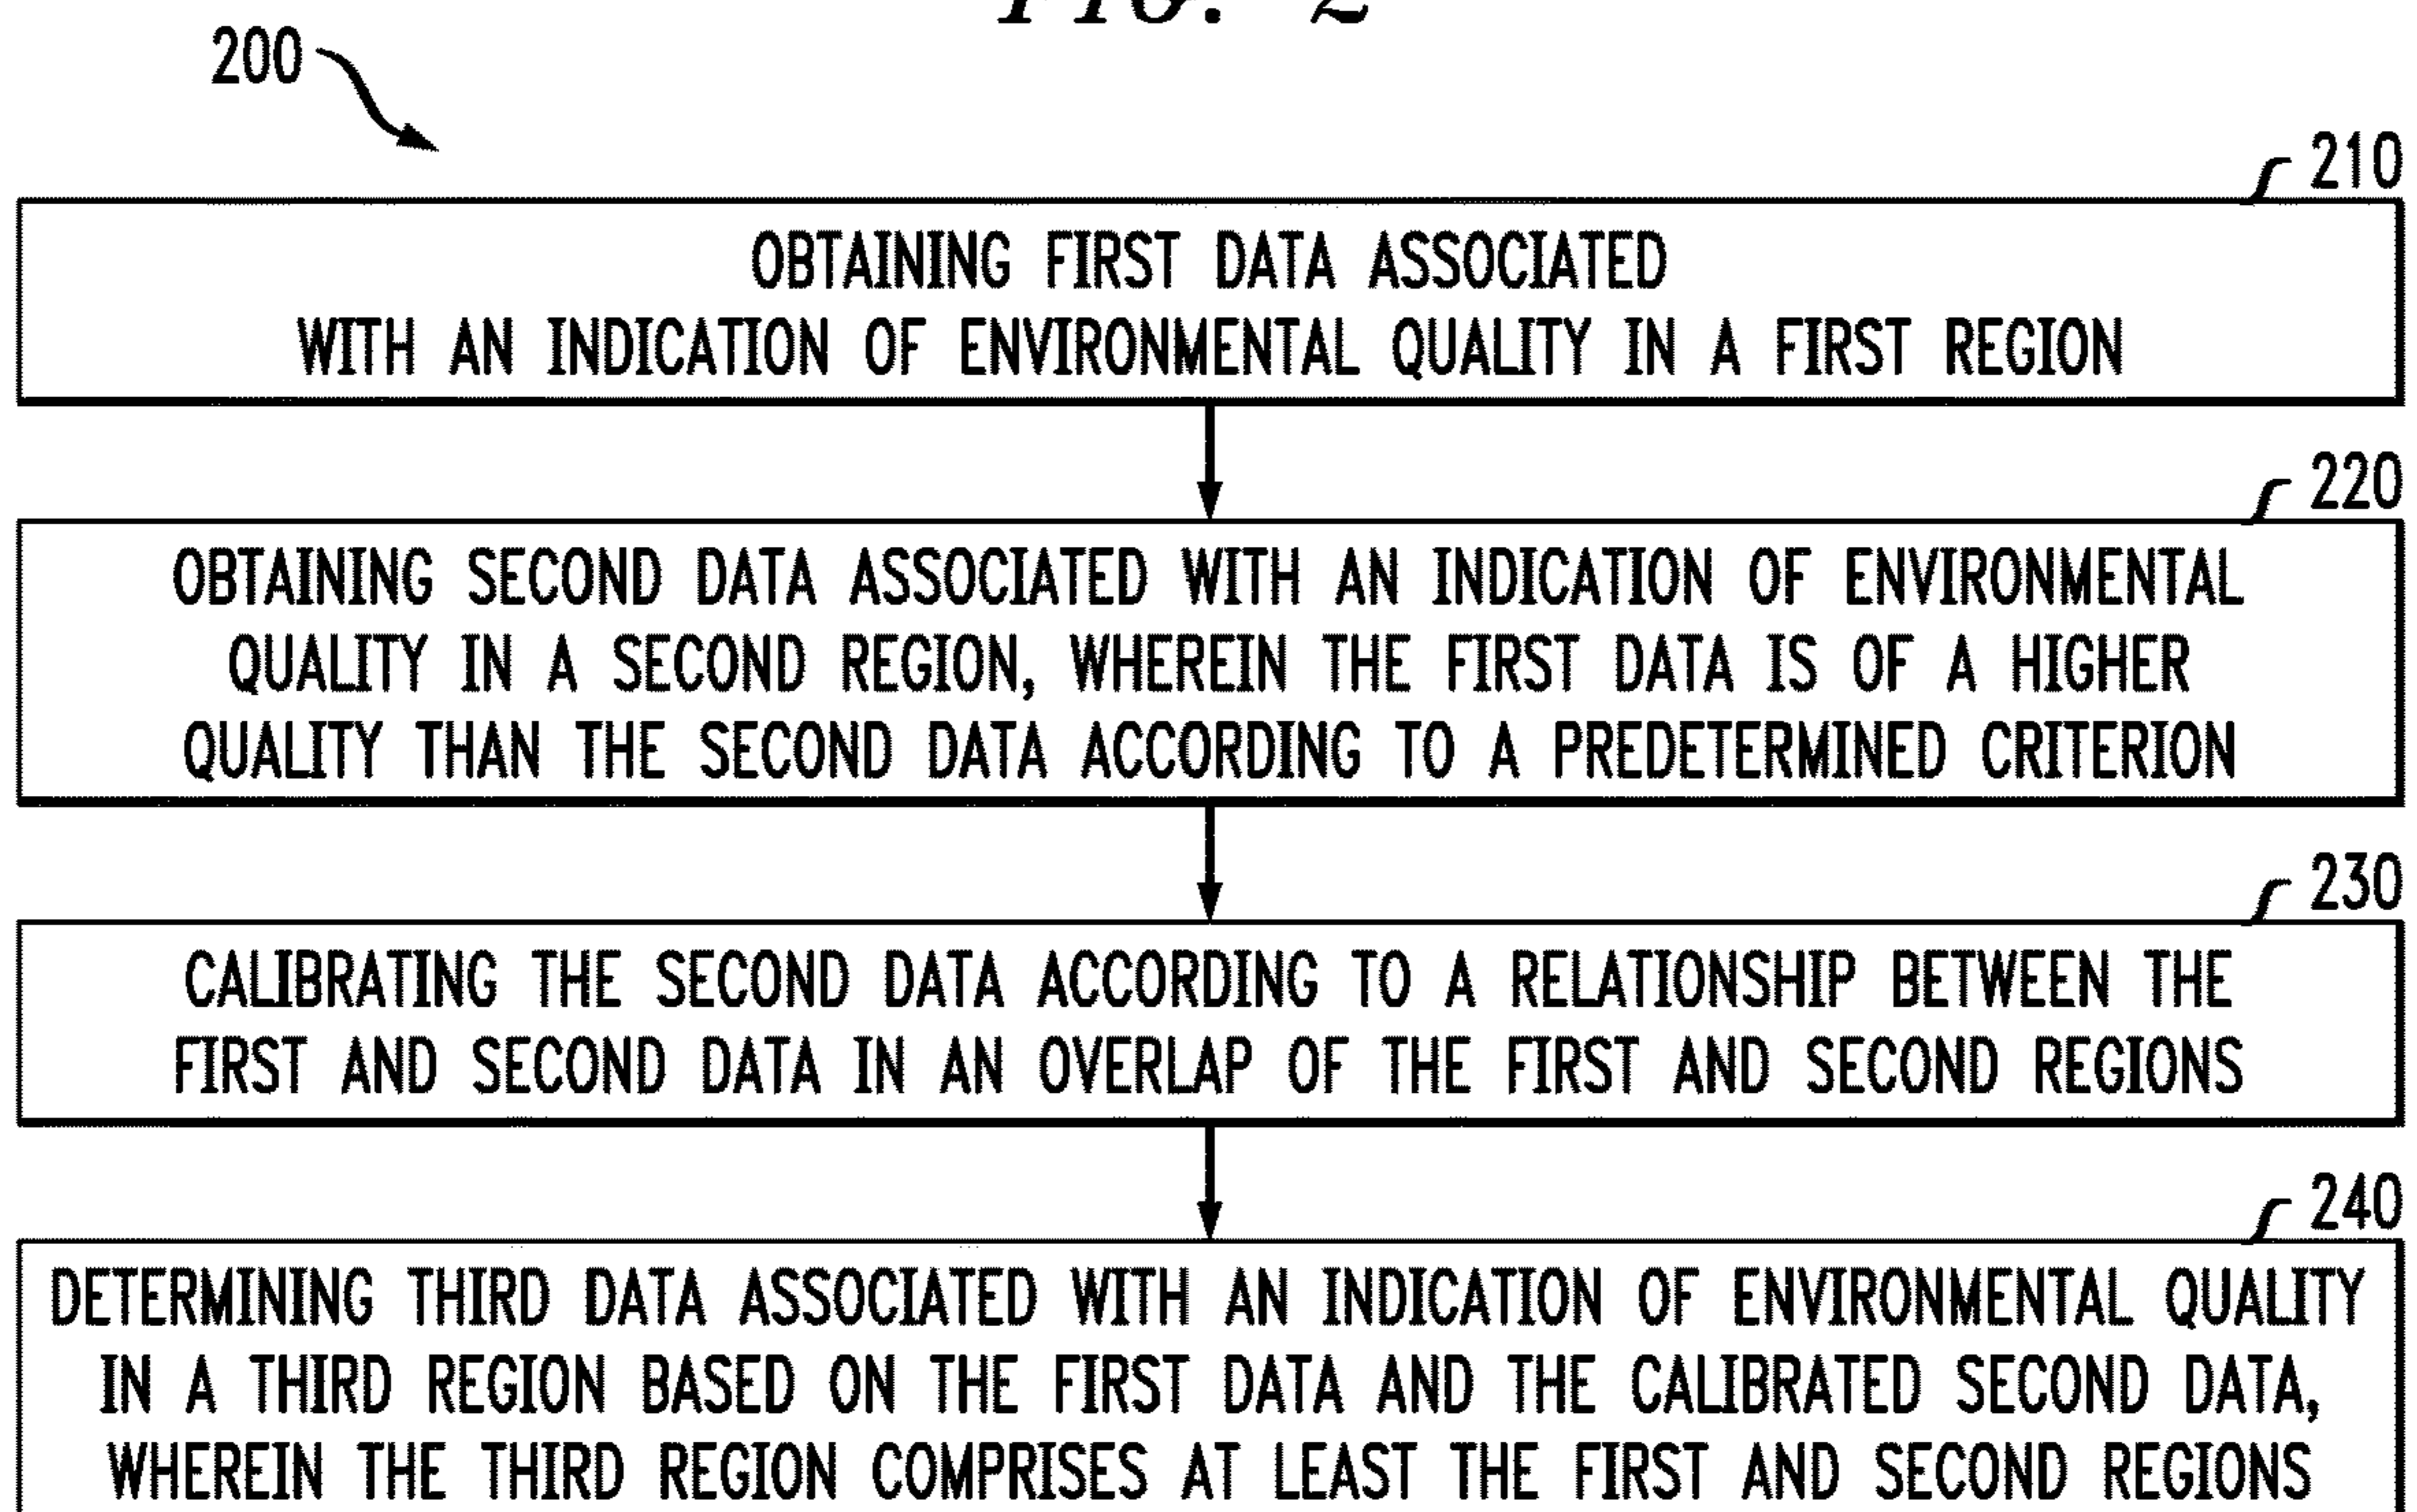 FIG. 2
200
210
OBTAINING FIRST DATA ASSOCIATED
WITH AN INDICATION OF ENVIRONMENTAL QUALITY IN A FIRST REGION
220
OBTAINING SECOND DATA ASSOCIATED WITH AN INDICATION OF ENVIRONMENTAL
QUALITY IN A SECOND REGION, WHEREIN THE FIRST DATA IS OF A HIGHER
QUALITY THAN THE SECOND DATA ACCORDING TO A PREDETERMINED CRITERION
230
CALIBRATING THE SECOND DATA ACCORDING TO A RELATIONSHIP BETWEEN THE
FIRST AND SECOND DATA IN AN OVERLAP OF THE FIRST AND SECOND REGIONS
240
DETERMINING THIRD DATA ASSOCIATED WITH AN INDICATION OF ENVIRONMENTAL QUALITY
IN A THIRD REGION BASED ON THE FIRST DATA AND THE CALIBRATED SECOND DATA,
WHEREIN THE THIRD REGION COMPRISES AT LEAST THE FIRST AND SECOND REGIONS